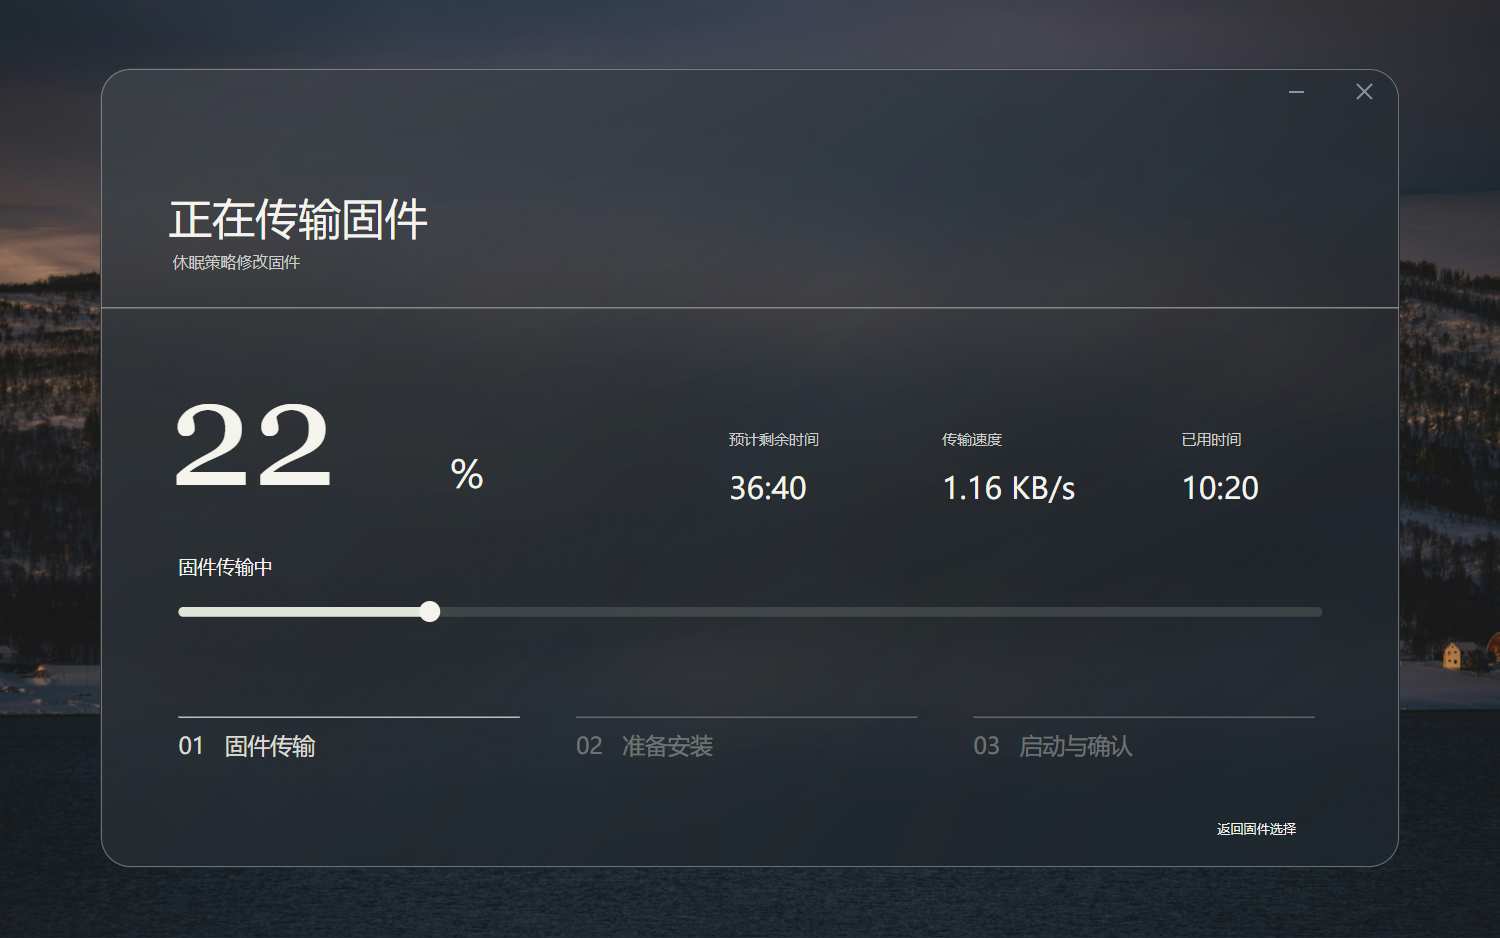 正在传输固件
休眠策略修改固件
22 %
预计剩余时间 传输速度 已用时间
36:40 1.16 KB/s 10:20
固件传输中
01 固件传输 02 准备安装 03 启动与确认
返回固件选择